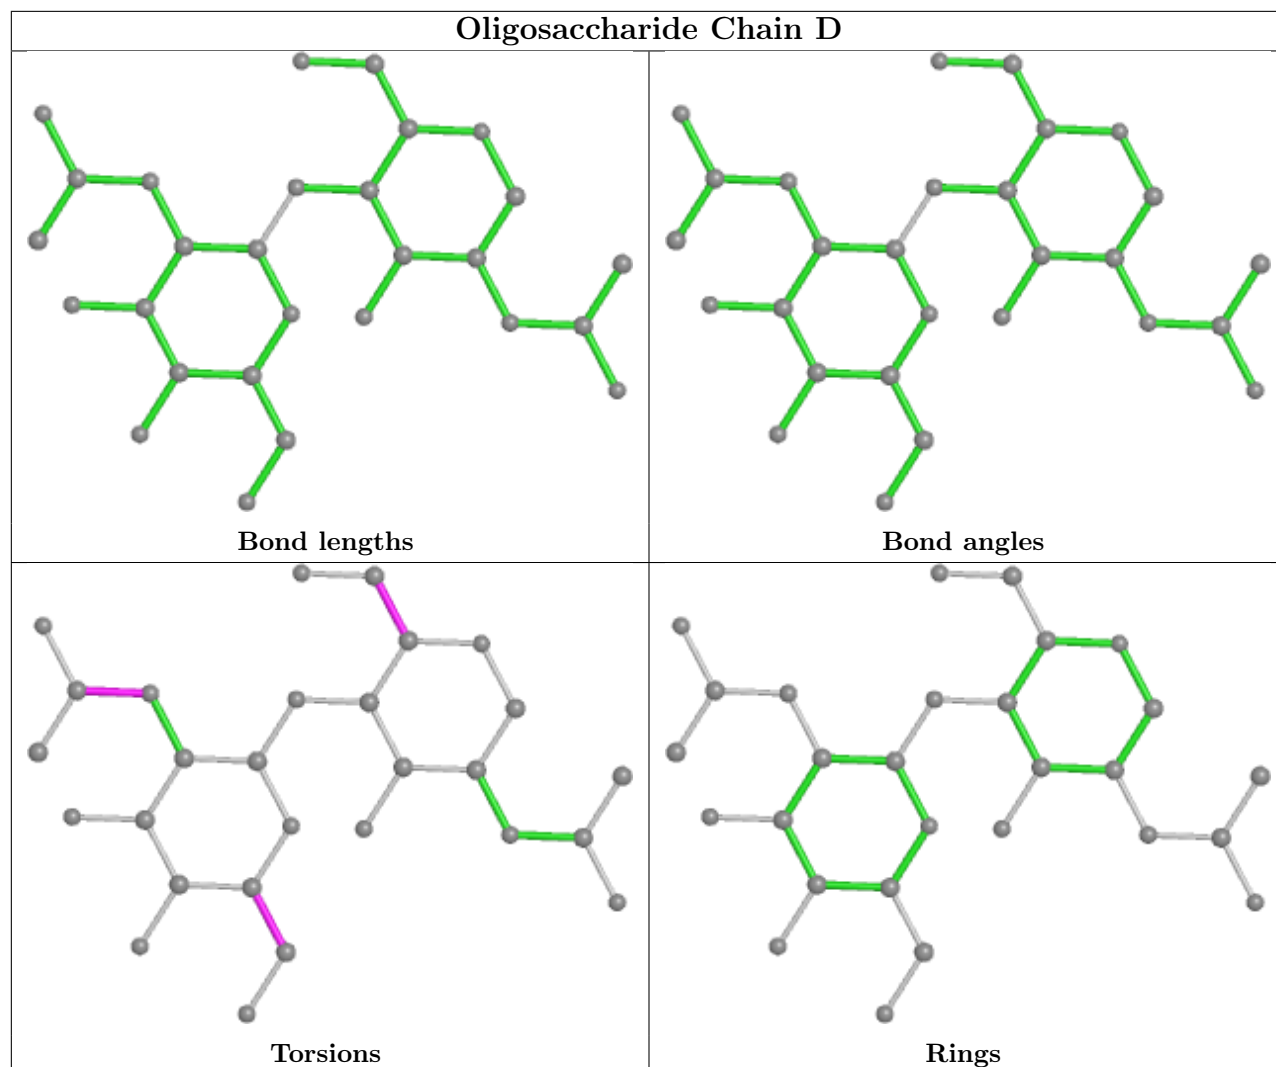 Oligosaccharide Chain D
Bond lengths
Bond angles
Torsions
Rings